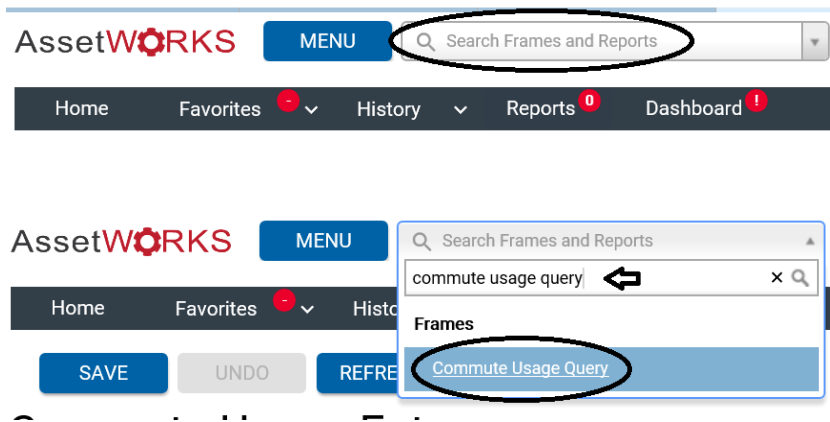 AssetWORKS MENU Search Frames and Reports
Home Favorites - History Reports 0 Dashboard !
AssetWORKS MENU Search Frames and Reports
commute usage query
Home Favorites - Histo
Frames
SAVE UNDO REFRE Commute Usage Query